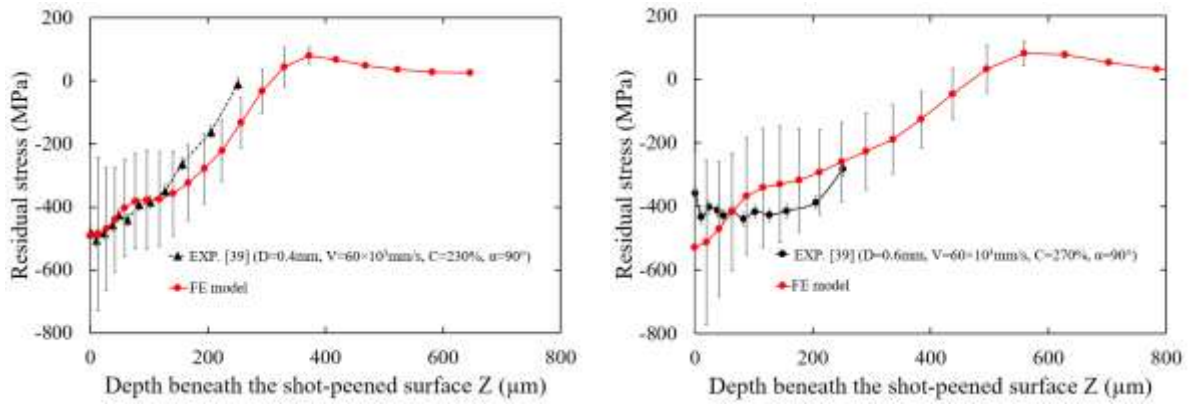 200
0
-200
-400
-600
-800
Residual stress (MPa)
EXP. [39] (D=0.4mm, V=60×10³mm/s, C=230%, α=90°)
FE model
0
200
400
600
800
Depth beneath the shot-peened surface Z (μm)
200
0
-200
-400
-600
-800
Residual stress (MPa)
EXP. [39] (D=0.6mm, V=60×10³mm/s, C=270%, α=90°)
FE model
0
200
400
600
800
Depth beneath the shot-peened surface Z (μm)